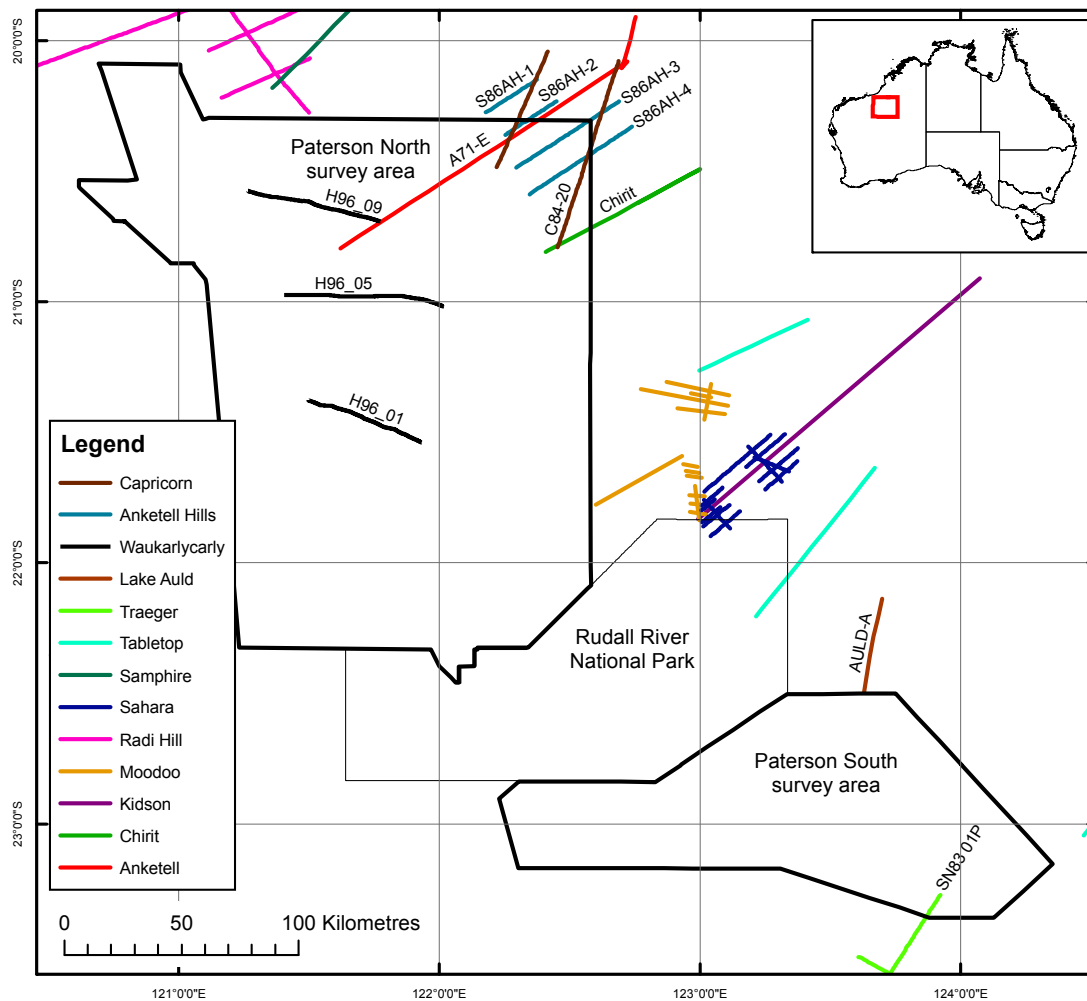 20°0'0"S
21°0'0"S
22°0'0"S
23°0'0"S
S86AH-1
S86AH-2
S86AH-3
S86AH-4
A71-E
C84-20
Chirit
Paterson North
survey area
H96_09
H96_05
H96_01
Rudall River
National Park
AULD-A
Paterson South
survey area
SN83 01P
Legend
Capricorn
Anketell Hills
Waukarlycarly
Lake Auld
Traeger
Tabletop
Samphire
Sahara
Radi Hill
Moodoo
Kidson
Chirit
Anketell
0 50 100 Kilometres
121°0'0"E 122°0'0"E 123°0'0"E 124°0'0"E